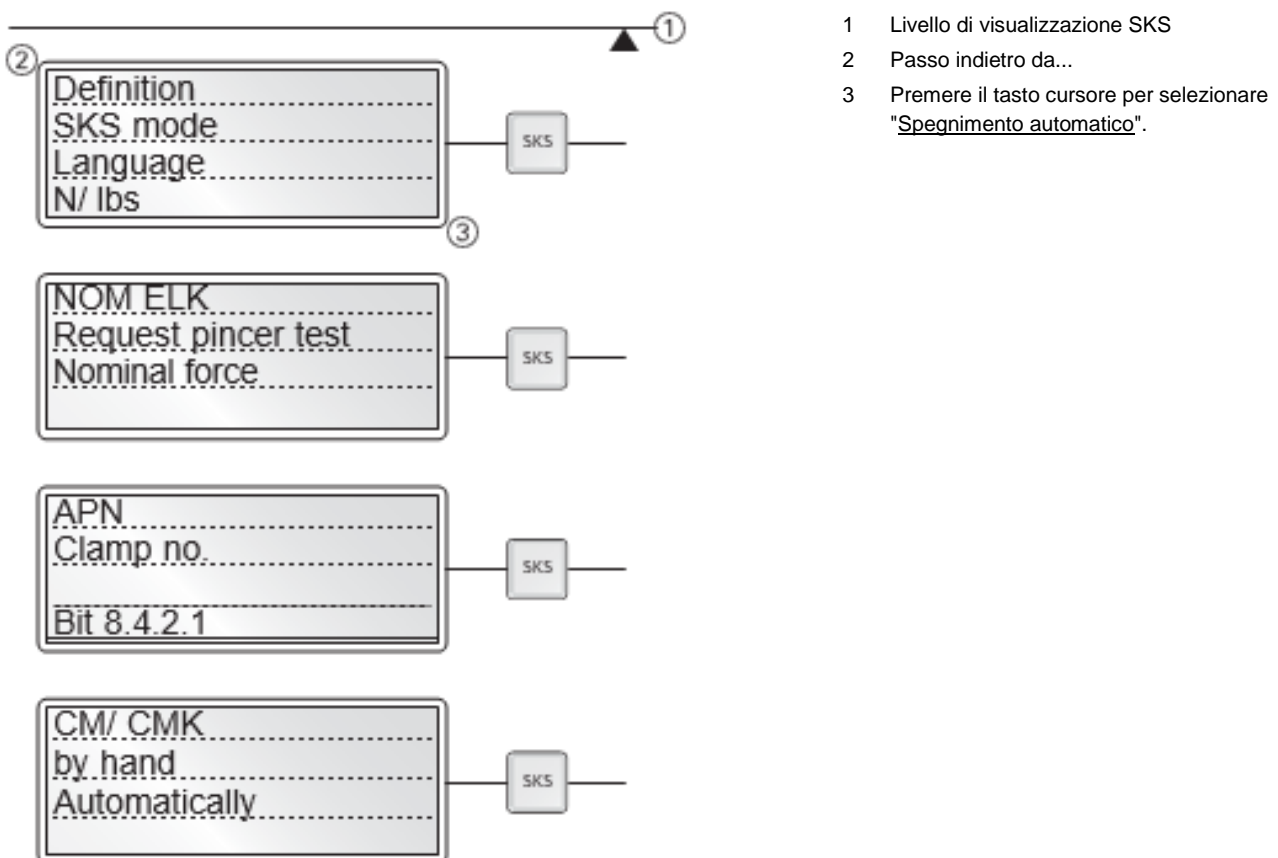 ①
②
Definition
SKS mode
Language
N/ lbs
SKS
③
NOM ELK
Request pincer test
Nominal force
SKS
APN
Clamp no.
Bit 8.4.2.1
SKS
CM/ CMK
by hand
Automatically
SKS
1 Livello di visualizzazione SKS
2 Passo indietro da...
3 Premere il tasto cursore per selezionare
"Spegnimento automatico".